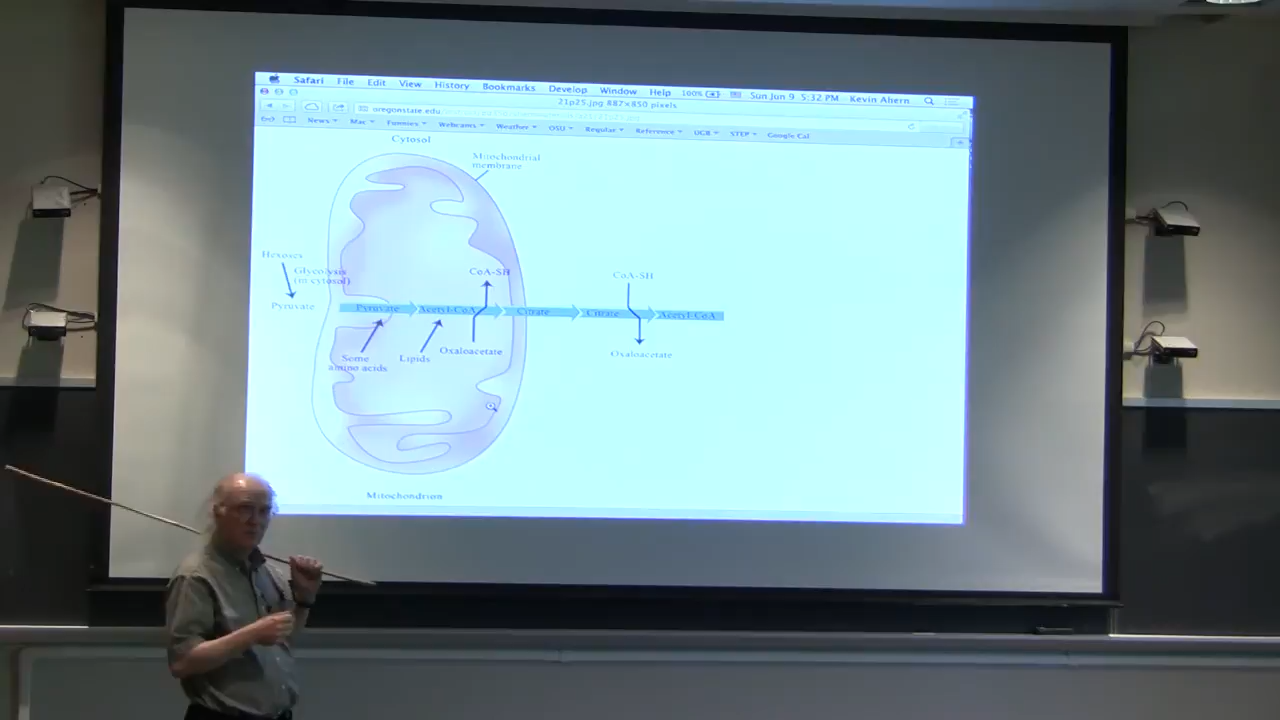 Safari File Edit View History Bookmarks Develop Window Help 100% Sun Jun 9 5:32 PM Kevin Ahern
21p25.jpg 887×850 pixels
oregonstate.edu
News Mac Funnies Webcams Weather OSU Regular Reference UCB STEP Google Cal
Cytosol
Mitochondrial
membrane
Hexoses
Glycolysis
(in cytosol)
CoA-SH
CoA-SH
Pyruvate
Pyruvate
Acetyl-CoA
Citrate
Citrate
Acetyl-CoA
Some
amino acids
Lipids
Oxaloacetate
Oxaloacetate
Mitochondrion